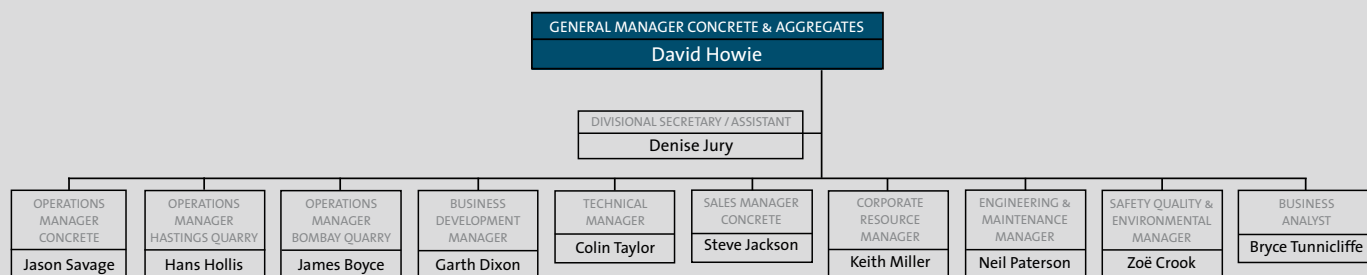 GENERAL MANAGER CONCRETE & AGGREGATES
David Howie
DIVISIONAL SECRETARY / ASSISTANT
Denise Jury
OPERATIONS
MANAGER
CONCRETE
Jason Savage
OPERATIONS
MANAGER
HASTINGS QUARRY
Hans Hollis
OPERATIONS
MANAGER
BOMBAY QUARRY
James Boyce
BUSINESS
DEVELOPMENT
MANAGER
Garth Dixon
TECHNICAL
MANAGER
Colin Taylor
SALES MANAGER
CONCRETE
Steve Jackson
CORPORATE
RESOURCE
MANAGER
Keith Miller
ENGINEERING &
MAINTENANCE
MANAGER
Neil Paterson
SAFETY QUALITY &
ENVIRONMENTAL
MANAGER
Zoë Crook
BUSINESS
ANALYST
Bryce Tunnicliffe